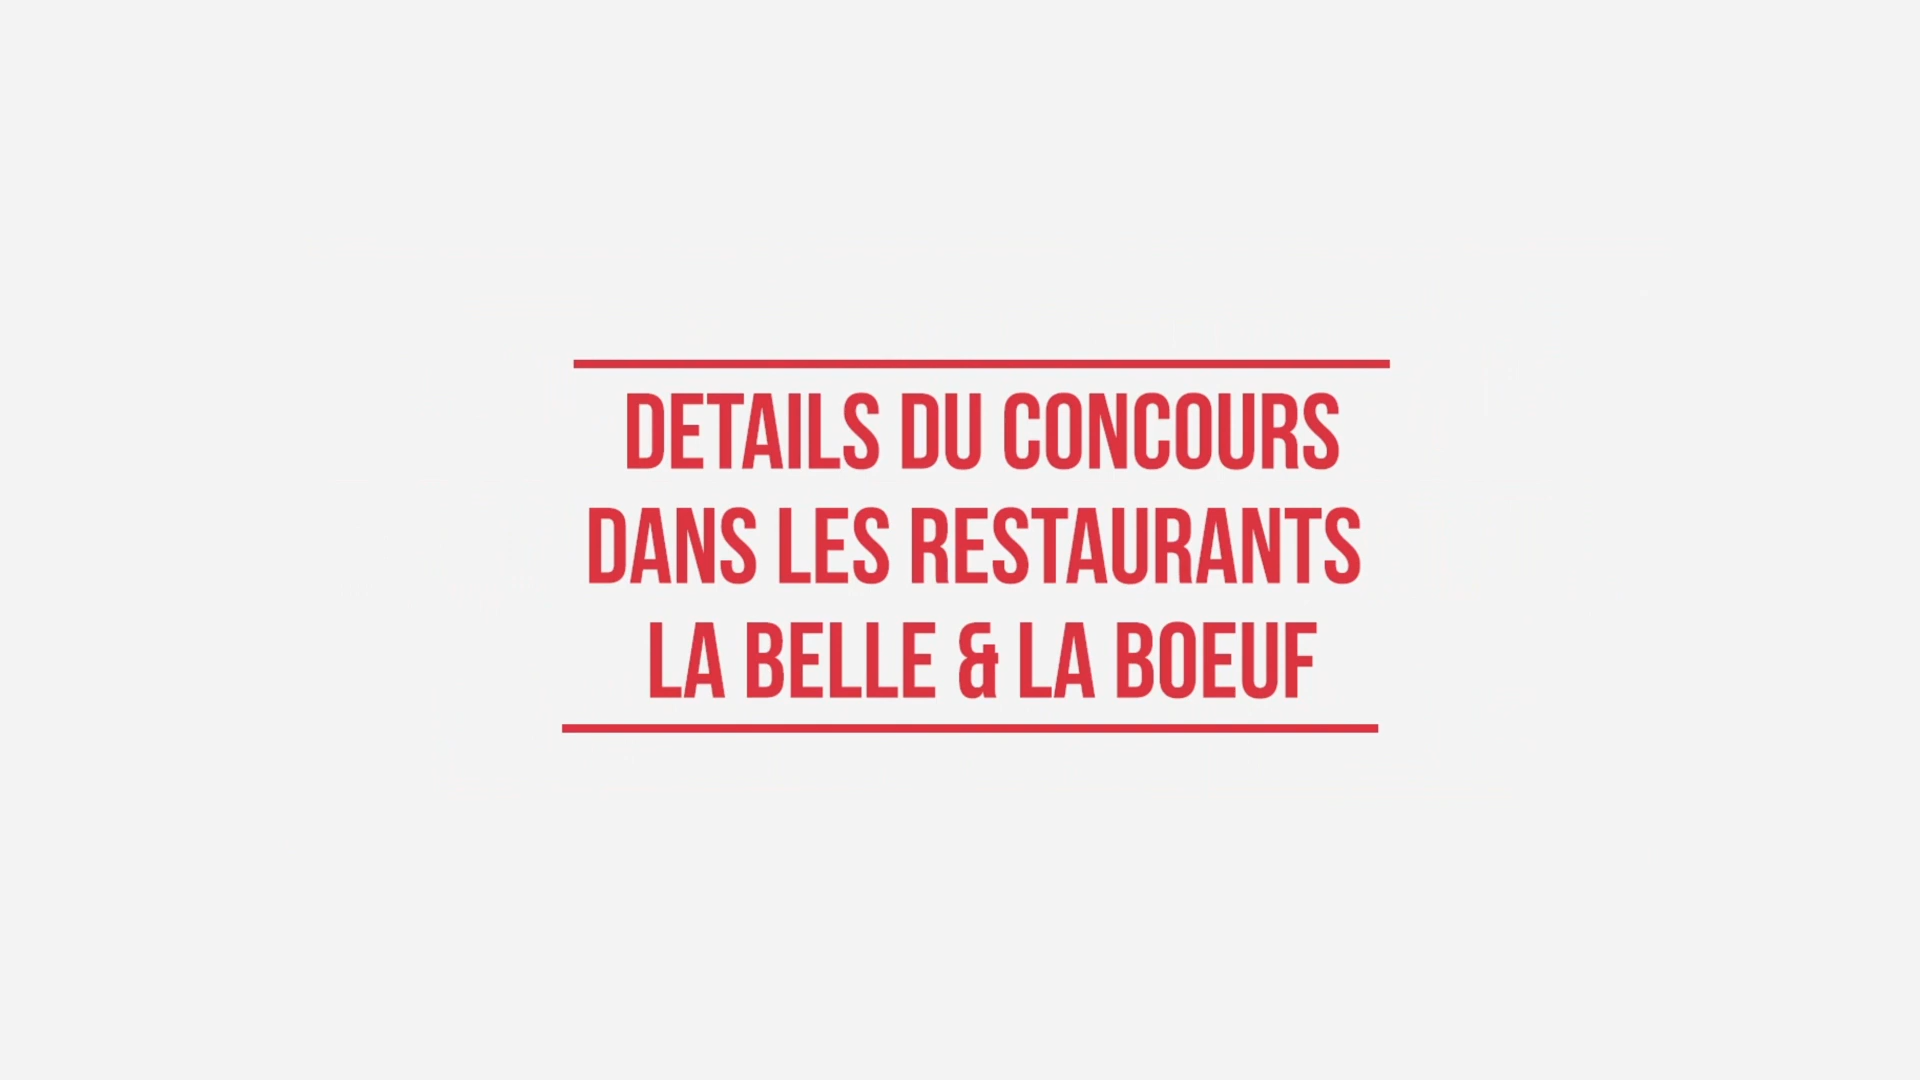 DETAILS DU CONCOURS
DANS LES RESTAURANTS
LA BELLE & LA BOEUF